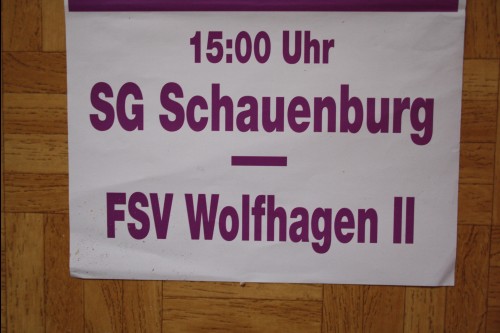 15:00 Uhr
SG Schauenburg
—
FSV Wolfhagen II